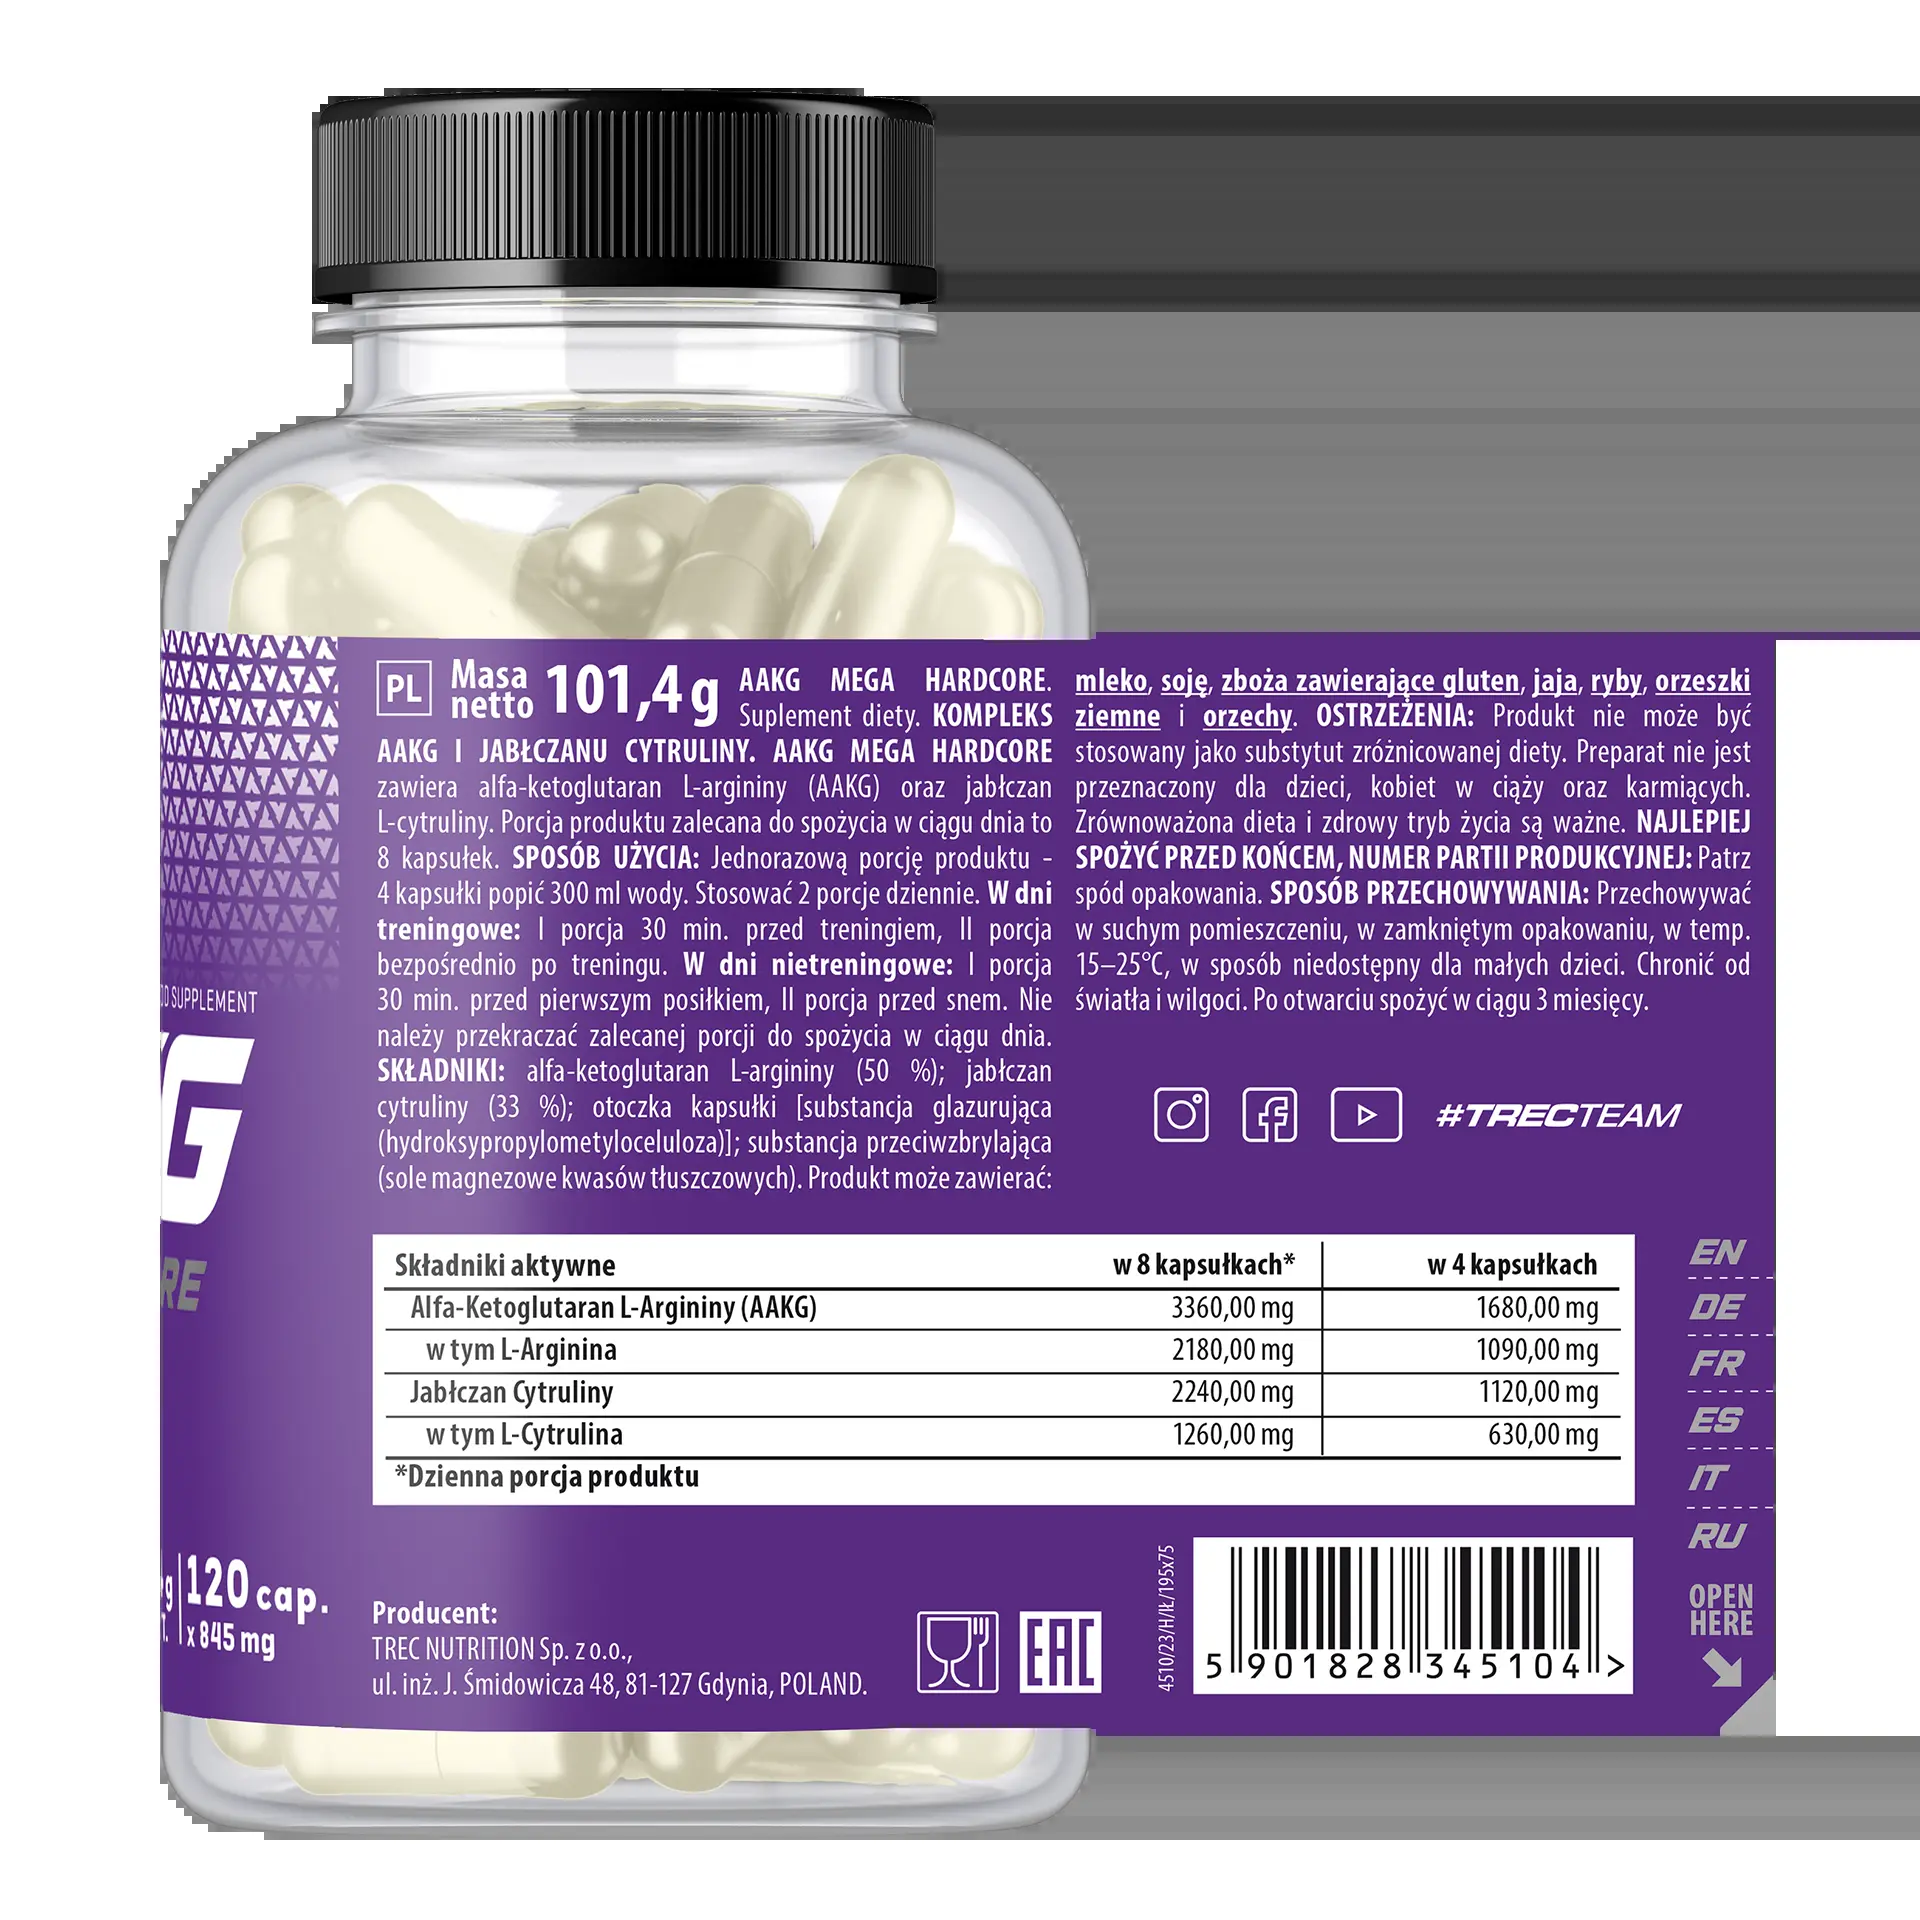 PL Masa netto 101,4 g AAKG MEGA HARDCORE.
Suplement diety. KOMPLEKS
AAKG I JABŁCZANU CYTRULINY. AAKG MEGA HARDCORE
zawiera alfa-ketoglutaran L-argininy (AAKG) oraz jabłczan
L-cytruliny. Porcja produktu zalecana do spożycia w ciągu dnia to
8 kapsułek. SPOSÓB UŻYCIA: Jednorazową porcję produktu -
4 kapsułki popić 300 ml wody. Stosować 2 porcje dziennie. W dni
treningowe: I porcja 30 min. przed treningiem, II porcja
bezpośrednio po treningu. W dni nietreningowe: I porcja
30 min. przed pierwszym posiłkiem, II porcja przed snem. Nie
należy przekraczać zalecanej porcji do spożycia w ciągu dnia.
SKŁADNIKI: alfa-ketoglutaran L-argininy (50 %); jabłczan
cytruliny (33 %); otoczka kapsułki [substancja glazurująca
(hydroksypropylometyloceluloza)]; substancja przeciwzbrylająca
(sole magnezowe kwasów tłuszczowych). Produkt może zawierać:
mleko, soję, zboża zawierające gluten, jaja, ryby, orzeszki
ziemne i orzechy. OSTRZEŻENIA: Produkt nie może być
stosowany jako substytut zróżnicowanej diety. Preparat nie jest
przeznaczony dla dzieci, kobiet w ciąży oraz karmiących.
Zrównoważona dieta i zdrowy tryb życia są ważne. NAJLEPIEJ
SPOŻYĆ PRZED KOŃCEM, NUMER PARTII PRODUKCYJNEJ: Patrz
spód opakowania. SPOSÓB PRZECHOWYWANIA: Przechowywać
w suchym pomieszczeniu, w zamkniętym opakowaniu, w temp.
15–25°C, w sposób niedostępny dla małych dzieci. Chronić od
światła i wilgoci. Po otwarciu spożyć w ciągu 3 miesięcy.
#TRECTEAM
SUPPLEMENT
G
RE
120 cap.
x 845 mg
Składniki aktywne w 8 kapsułkach* w 4 kapsułkach
Alfa-Ketoglutaran L-Argininy (AAKG) 3360,00 mg 1680,00 mg
w tym L-Arginina 2180,00 mg 1090,00 mg
Jabłczan Cytruliny 2240,00 mg 1120,00 mg
w tym L-Cytrulina 1260,00 mg 630,00 mg
*Dzienna porcja produktu
EN
DE
FR
ES
IT
RU
OPEN
HERE
Producent:
TREC NUTRITION Sp. z o.o.,
ul. inż. J. Śmidowicza 48, 81-127 Gdynia, POLAND.
EAC
4510/23/H/IŁ/195x75
5 901828 345104 >